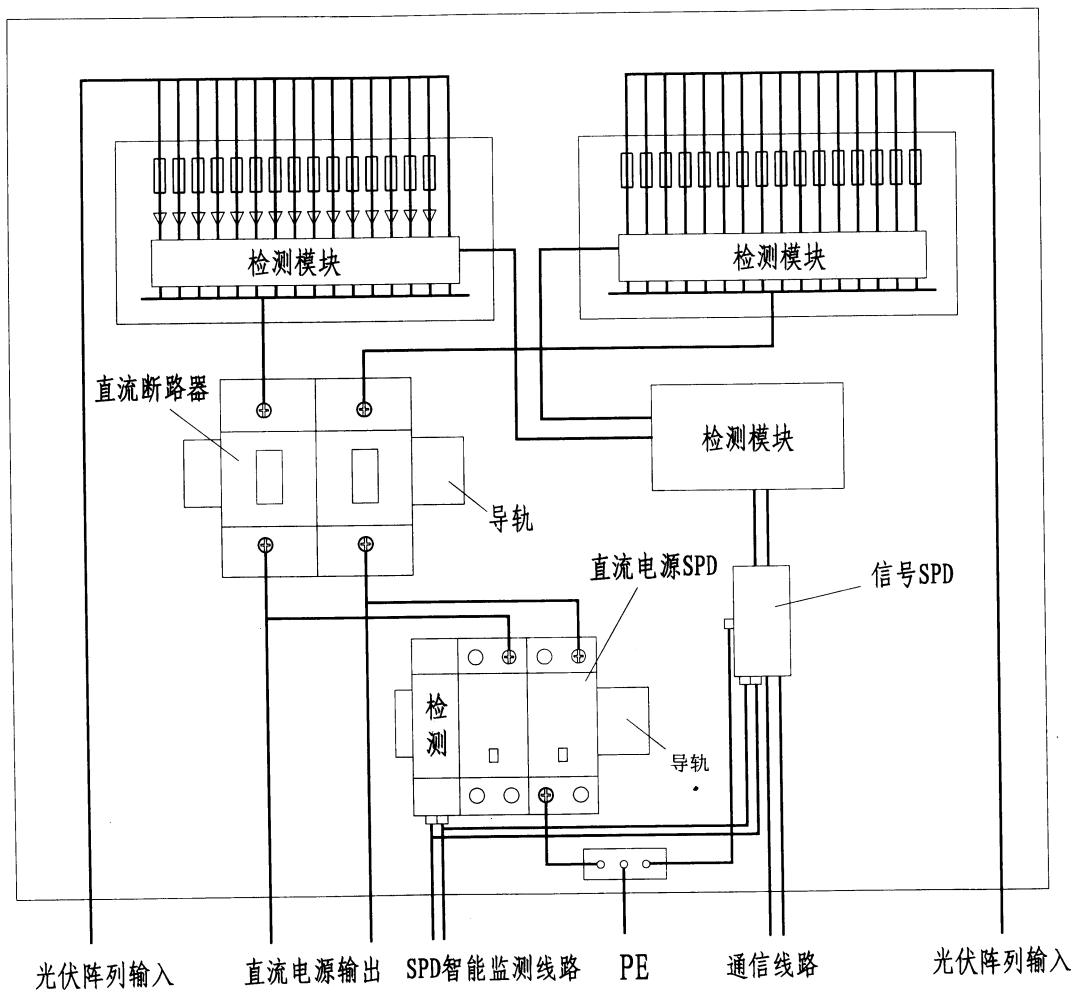 检测模块
检测模块
直流断路器
检测模块
导轨
直流电源SPD
信号SPD
检测
导轨
光伏阵列输入
直流电源输出
SPD智能监测线路
PE
通信线路
光伏阵列输入